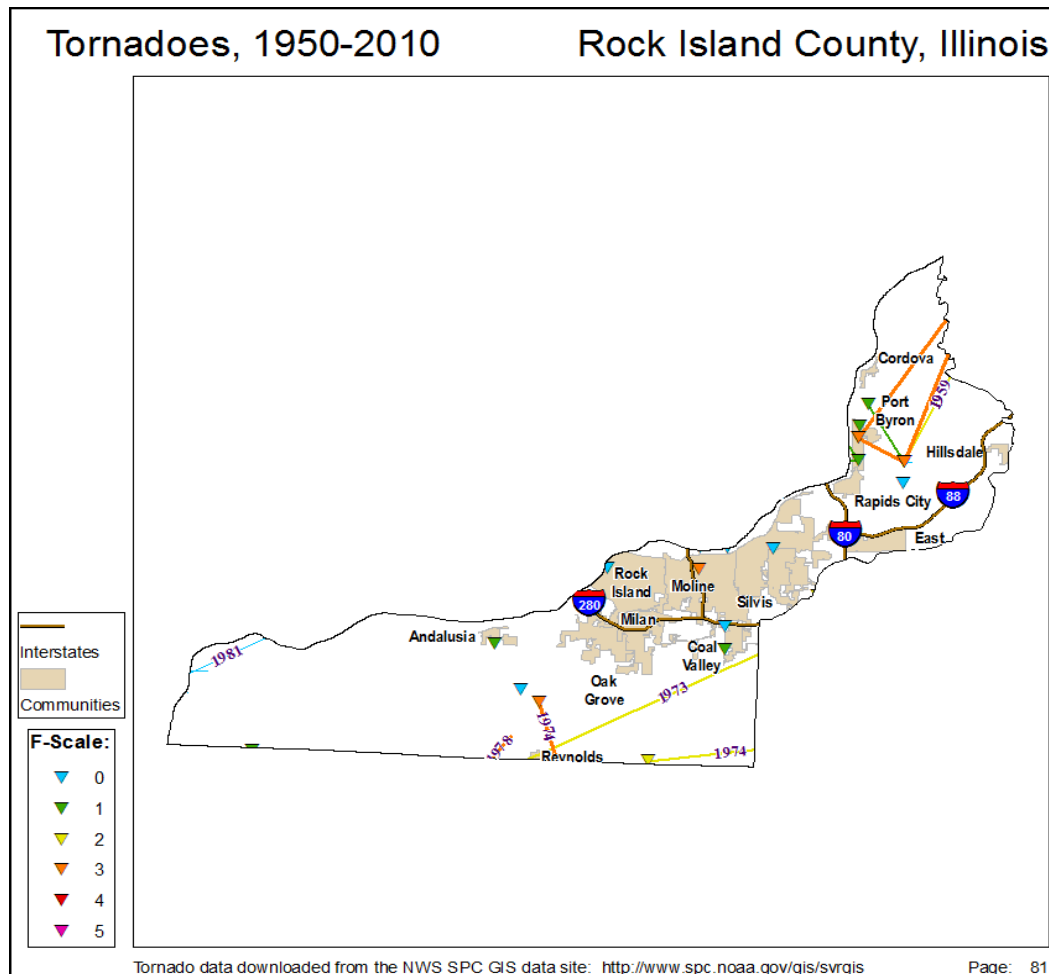 Tornadoes, 1950-2010 Rock Island County, Illinois
Cordova
1959
Port
Byron
Hillsdale
Rapids City
88
80
East
Rock
Island
Moline
280
Silvis
Milan
Andalusia
Coal
Valley
1981
Oak
Grove
1973
1974
1978
Reynolds
1974
Interstates
Communities
F-Scale:
0
1
2
3
4
5
Tornado data downloaded from the NWS SPC GIS data site: http://www.spc.noaa.gov/gis/svrgis Page: 81